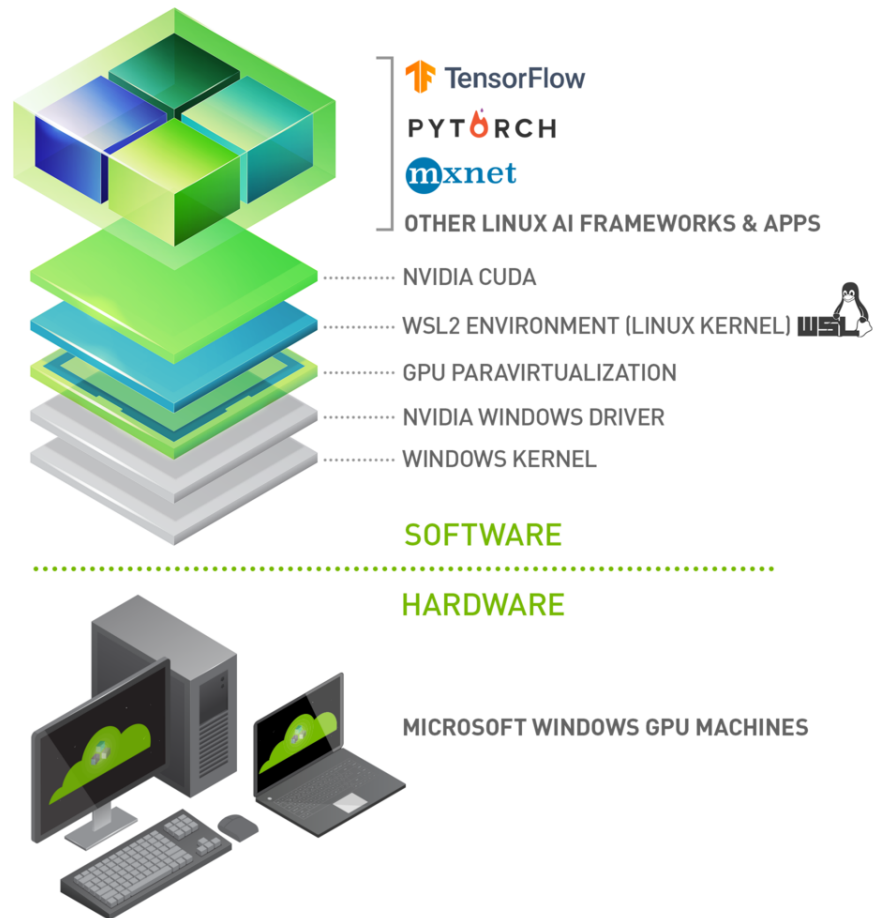 TensorFlow
PYTORCH
mxnet
OTHER LINUX AI FRAMEWORKS & APPS
NVIDIA CUDA
WSL2 ENVIRONMENT (LINUX KERNEL) WSL
GPU PARAVIRTUALIZATION
NVIDIA WINDOWS DRIVER
WINDOWS KERNEL
SOFTWARE
HARDWARE
MICROSOFT WINDOWS GPU MACHINES